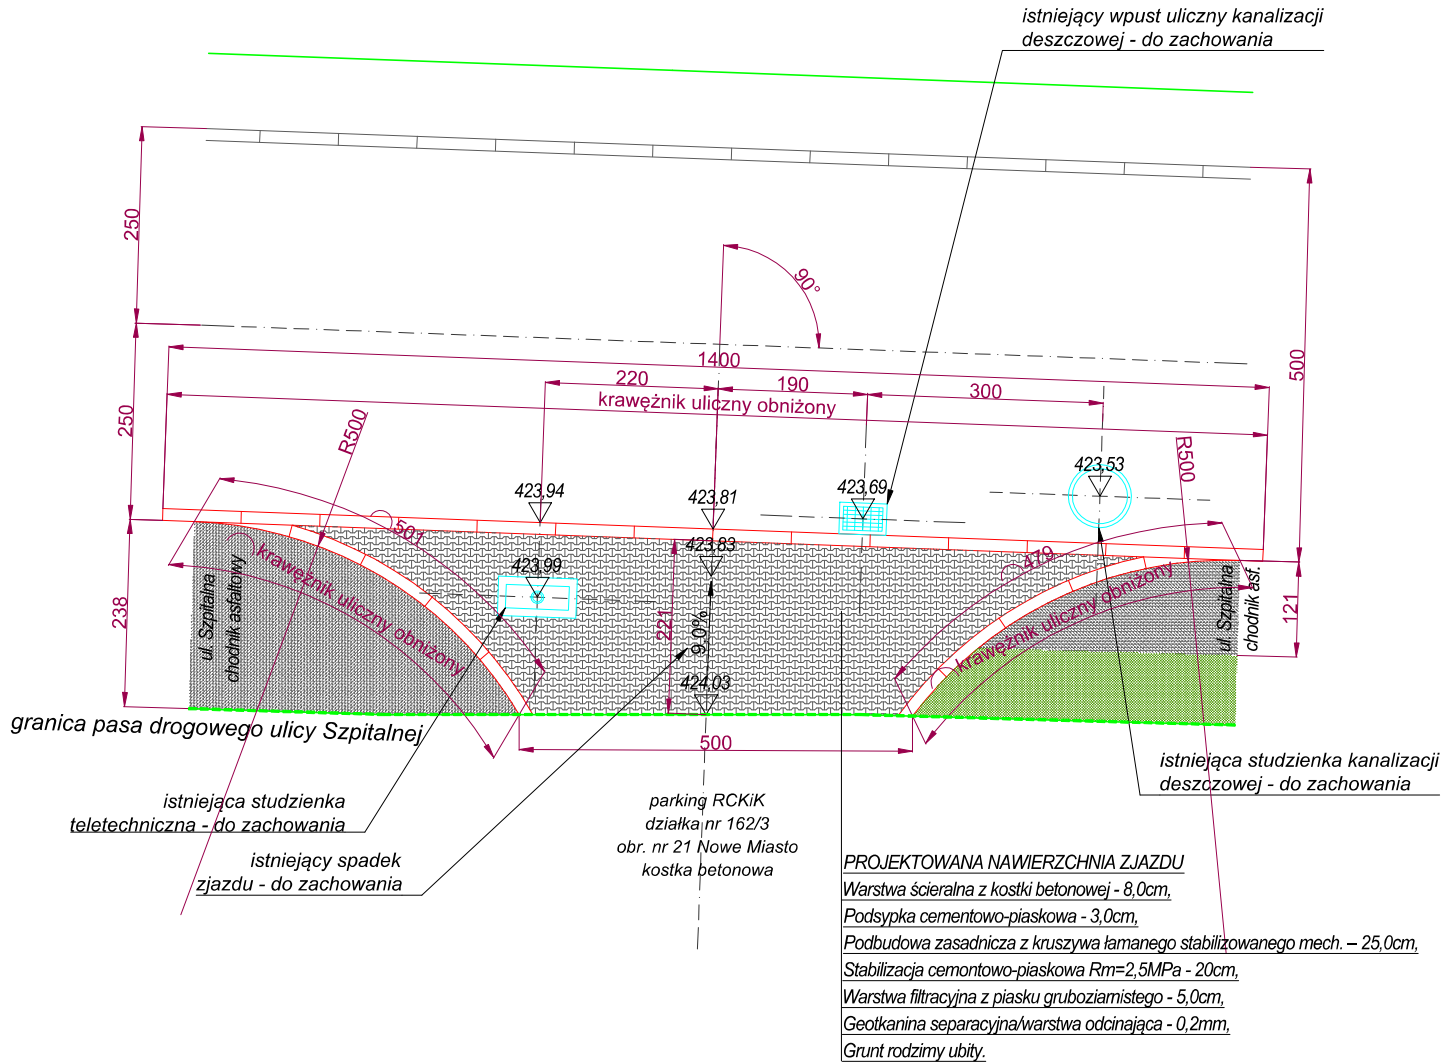 istniejący wpust uliczny kanalizacji
deszczowej - do zachowania
250
90°
1400
500
220
190
300
krawężnik uliczny obniżony
250
R500
R500
423,94
423,81
423,69
423,53
501
423,83
479
423,99
krawężnik uliczny obniżony
krawężnik uliczny obniżony
ul. Szpitalna
chodnik asfaltowy
ul. Szpitalna
chodnik asf.
238
221
9,0%
121
424,03
granica pasa drogowego ulicy Szpitalnej
500
istniejąca studzienka kanalizacji
deszczowej - do zachowania
istniejąca studzienka
teletechniczna - do zachowania
parking RCKiK
działka nr 162/3
obr. nr 21 Nowe Miasto
kostka betonowa
istniejący spadek
zjazdu - do zachowania
PROJEKTOWANA NAWIERZCHNIA ZJAZDU
Warstwa ścieralna z kostki betonowej - 8,0cm,
Podsypka cementowo-piaskowa - 3,0cm,
Podbudowa zasadnicza z kruszywa łamanego stabilizowanego mech. – 25,0cm,
Stabilizacja cemontowo-piaskowa Rm=2,5MPa - 20cm,
Warstwa filtracyjna z piasku gruboziarnistego - 5,0cm,
Geotkanina separacyjna/warstwa odcinająca - 0,2mm,
Grunt rodzimy ubity.